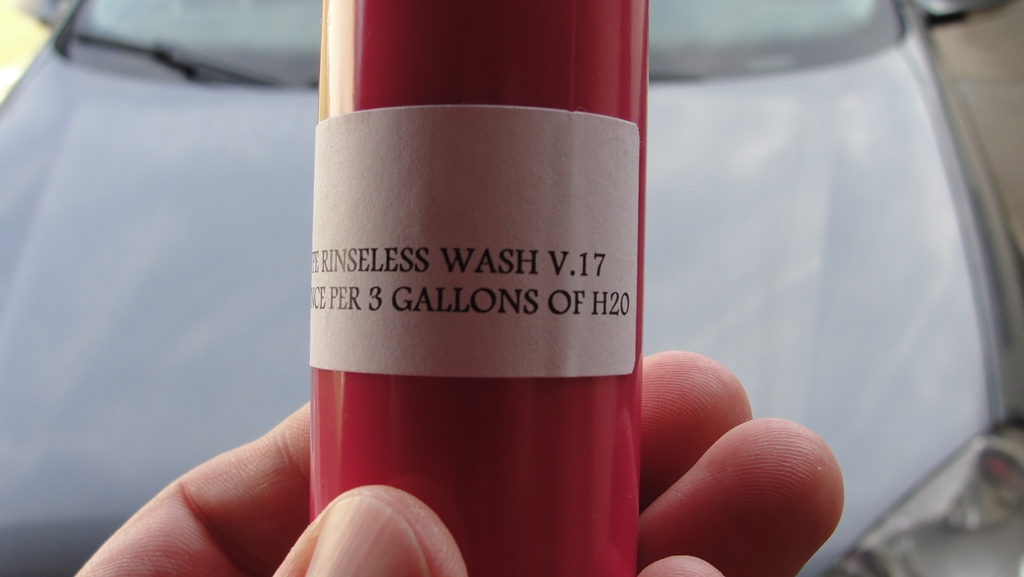 RINSELESS WASH V.17
PER 3 GALLONS OF H20